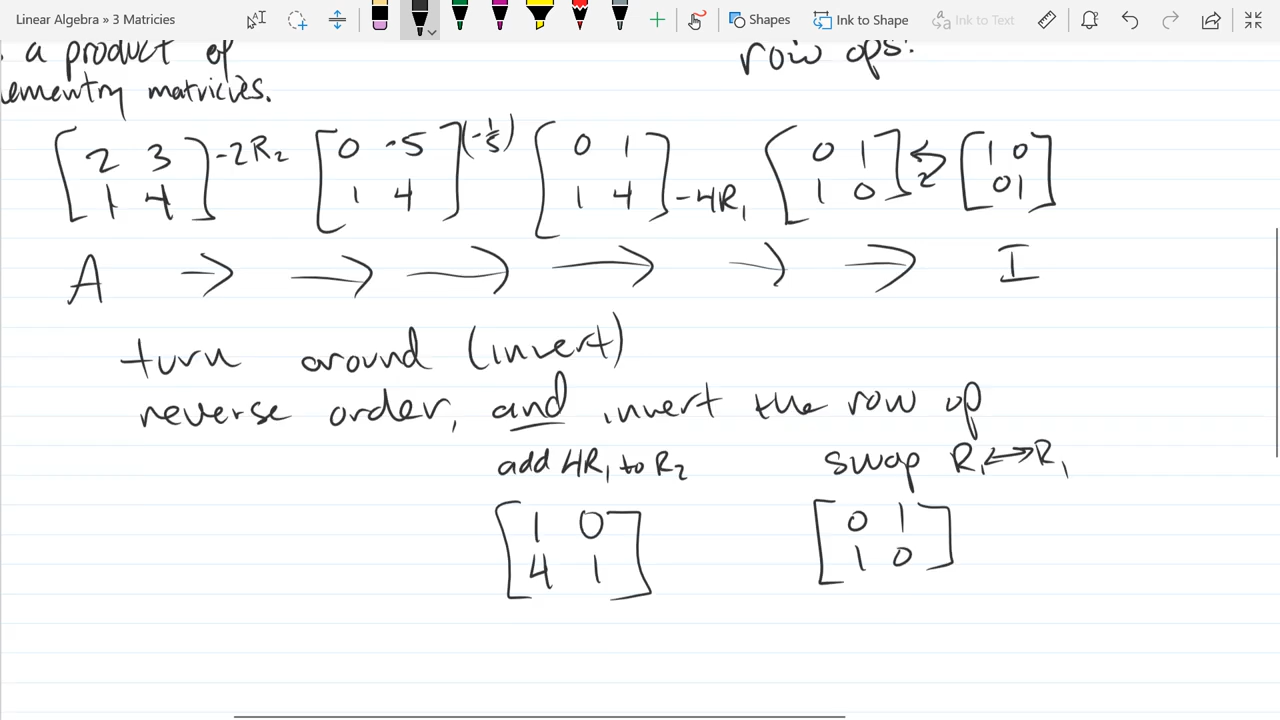 Linear Algebra » 3 Matricies
Shapes Ink to Shape Ink to Text
a product of
lementry matricies.
row ops.
[2 3; 1 4] -2R₂ [0 -5; 1 4] (-1/5) [0 1; 1 4] -4R₁ [0 1; 1 0] ↔ [1 0; 0 1]
A → → → → → → I
turn around (invert)
reverse order, and invert the row op
add 4R₁ to R₂ swap R₁ ↔ R₁
[1 0; 4 1] [0 1; 1 0]